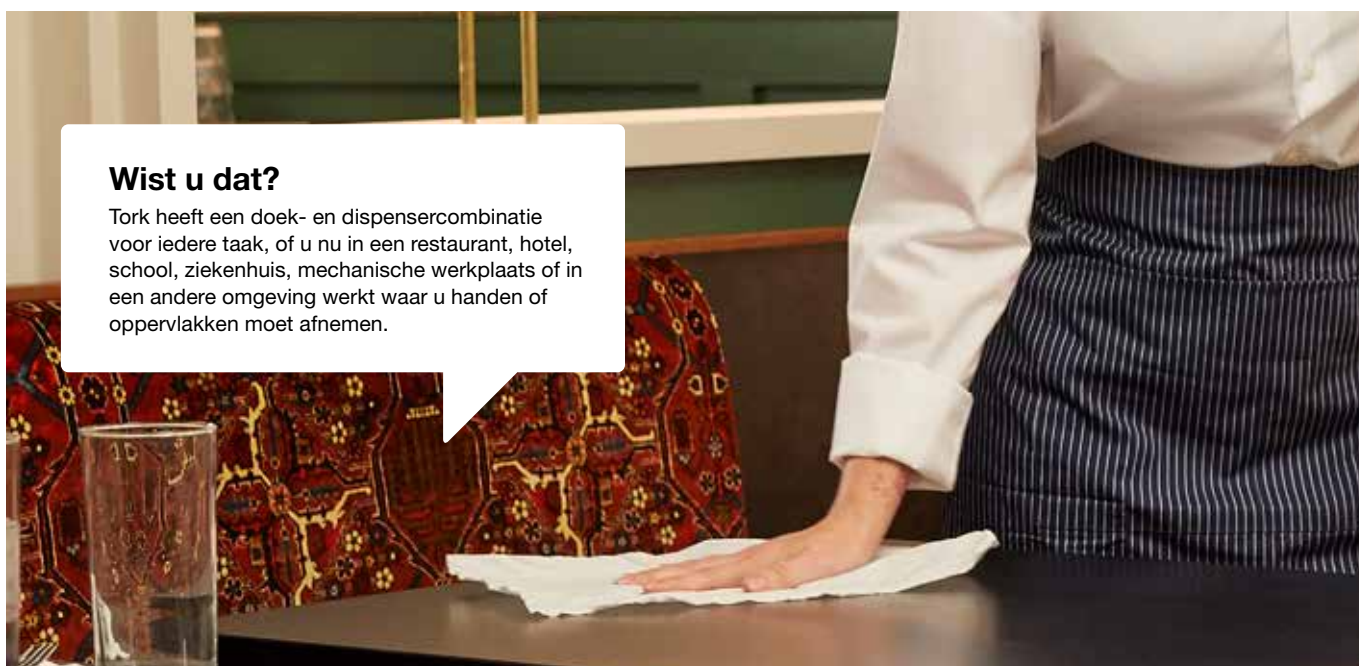 Wist u dat?
Tork heeft een doek- en dispensercombinatie
voor iedere taak, of u nu in een restaurant, hotel,
school, ziekenhuis, mechanische werkplaats of in
een andere omgeving werkt waar u handen of
oppervlakken moet afnemen.